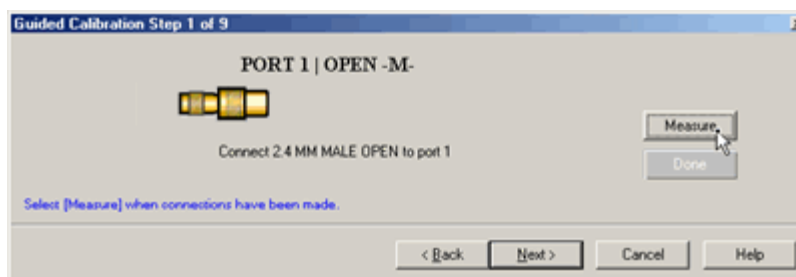 Guided Calibration Step 1 of 9
PORT 1 | OPEN -M-
Connect 2.4 MM MALE OPEN to port 1
Measure
Done
Select [Measure] when connections have been made.
< Back
Next >
Cancel
Help